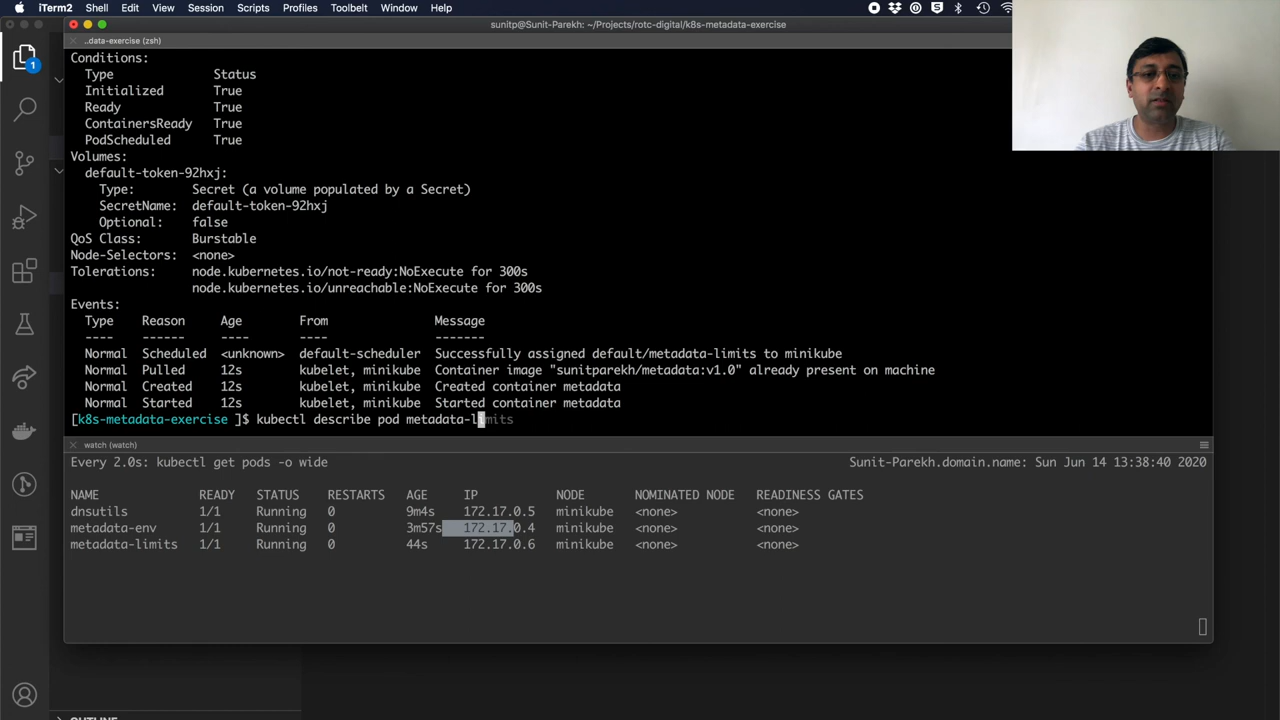 iTerm2 Shell Edit View Session Scripts Profiles Toolbelt Window Help
sunitp@Sunit-Parekh: ~/Projects/rotc-digital/k8s-metadata-exercise
..data-exercise (zsh)
1
Conditions:
Type Status
Initialized True
Ready True
ContainersReady True
PodScheduled True
Volumes:
default-token-92hxj:
Type: Secret (a volume populated by a Secret)
SecretName: default-token-92hxj
Optional: false
QoS Class: Burstable
Node-Selectors: <none>
Tolerations: node.kubernetes.io/not-ready:NoExecute for 300s
node.kubernetes.io/unreachable:NoExecute for 300s
Events:
Type Reason Age From Message
---- ------ ---- ---- -------
Normal Scheduled <unknown> default-scheduler Successfully assigned default/metadata-limits to minikube
Normal Pulled 12s kubelet, minikube Container image "sunitparekh/metadata:v1.0" already present on machine
Normal Created 12s kubelet, minikube Created container metadata
Normal Started 12s kubelet, minikube Started container metadata
[k8s-metadata-exercise ]$ kubectl describe pod metadata-limits
watch (watch)
Every 2.0s: kubectl get pods -o wide Sunit-Parekh.domain.name: Sun Jun 14 13:38:40 2020
NAME READY STATUS RESTARTS AGE IP NODE NOMINATED NODE READINESS GATES
dnsutils 1/1 Running 0 9m4s 172.17.0.5 minikube <none> <none>
metadata-env 1/1 Running 0 3m57s 172.17.0.4 minikube <none> <none>
metadata-limits 1/1 Running 0 44s 172.17.0.6 minikube <none> <none>
OUTLINE